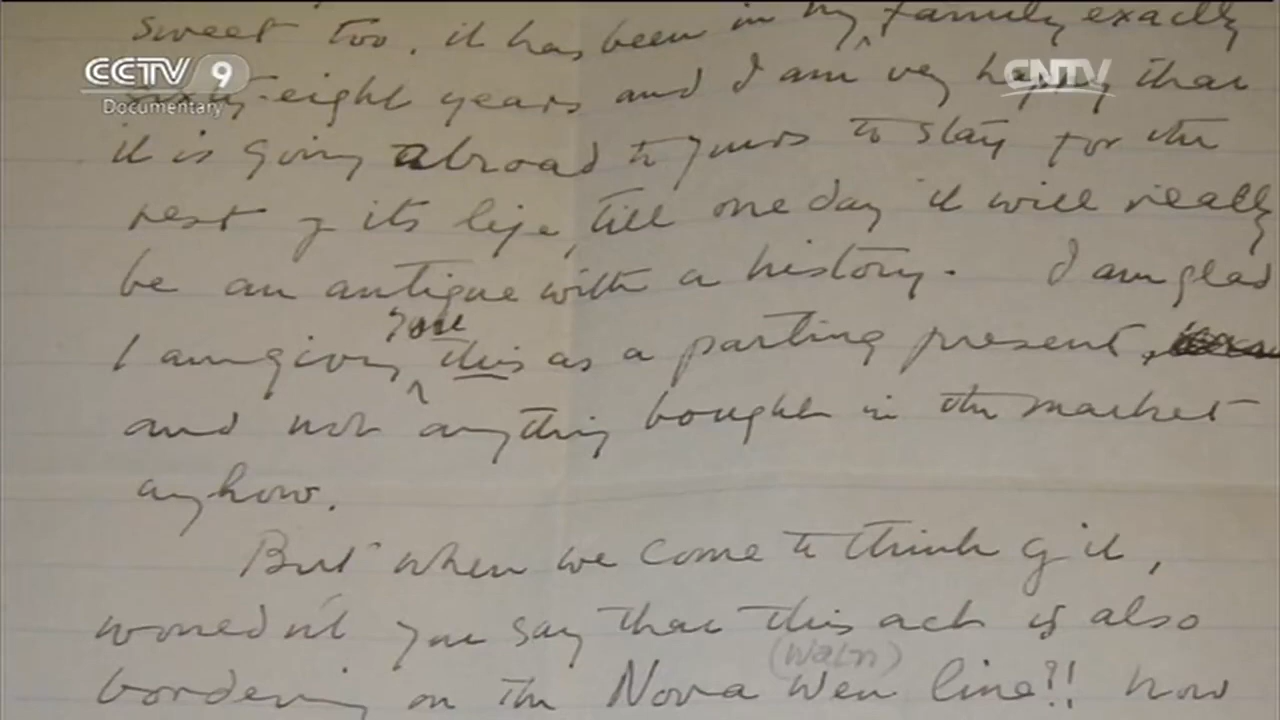 sweet too, it has been in my family exactly
CCTV 9
Documentary
CNTV
sixty-eight years and I am very happy that
it is going abroad to yours to stay for the
rest of its life, till one day it will really
be an antique with a history. I am glad
you
I am giving this as a parting present,
and not anything bought in the market
anyhow.
But when we come to think of it,
wouldn't you say that this act is also
(Waln)
bordering on the Nora Wen line!! Now